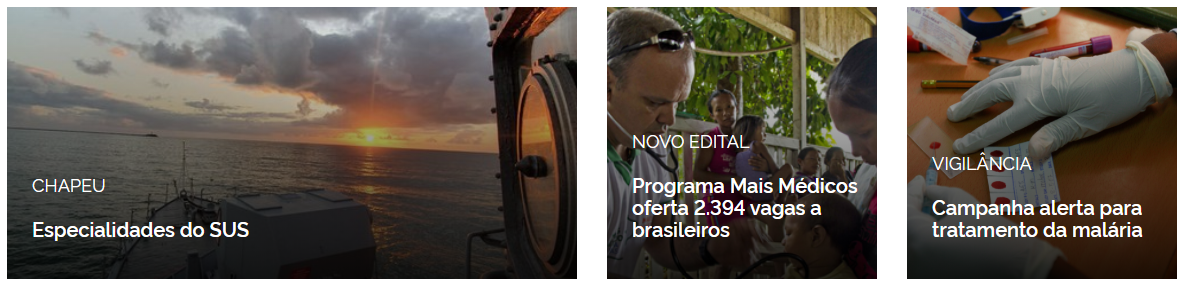 CHAPEU
Especialidades do SUS
NOVO EDITAL
Programa Mais Médicos
oferta 2.394 vagas a
brasileiros
VIGILÂNCIA
Campanha alerta para
tratamento da malária